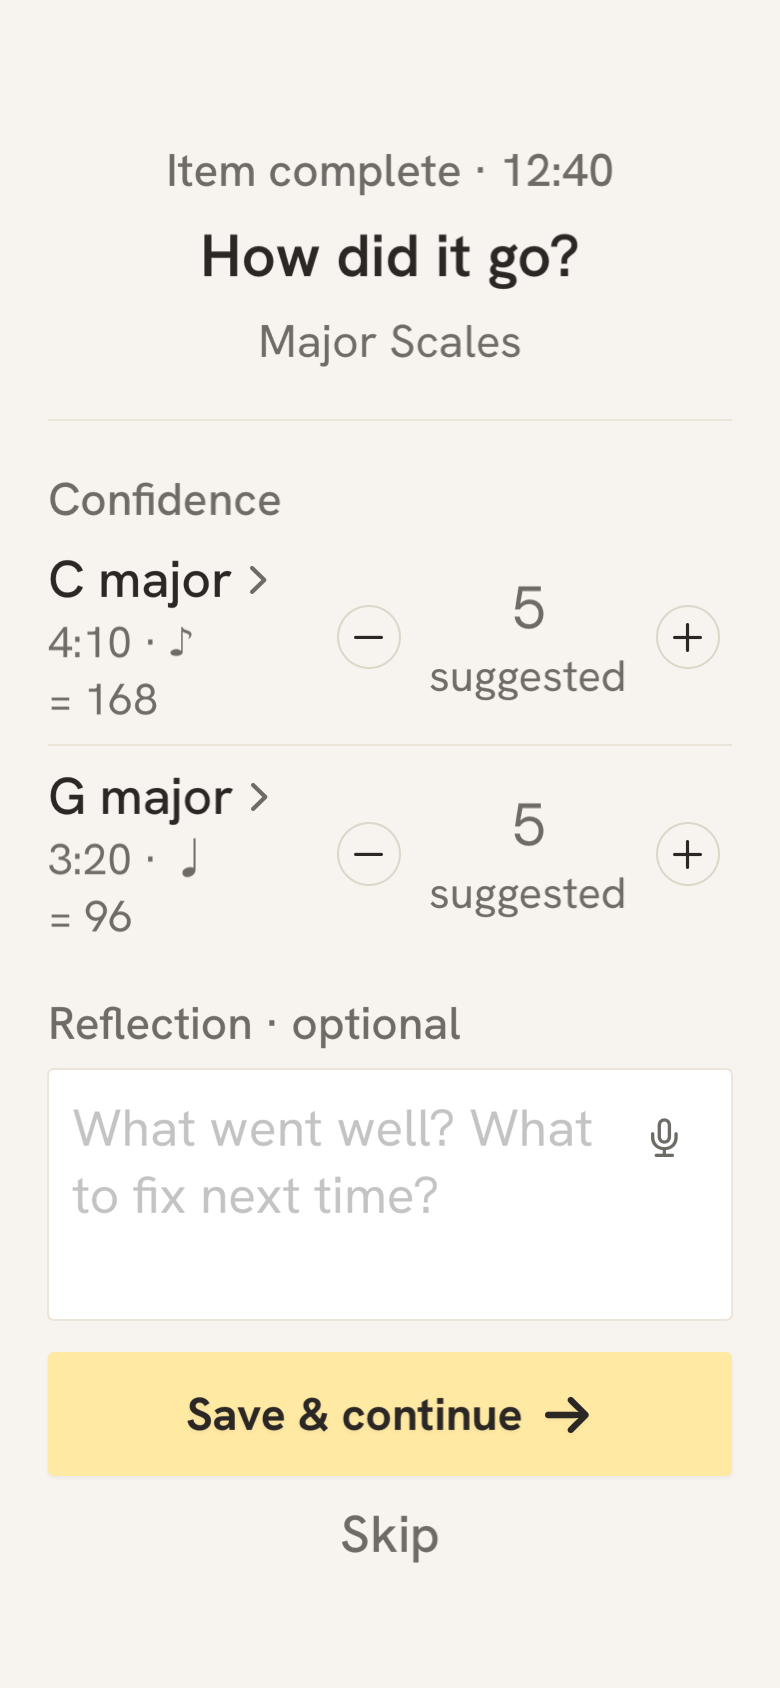 Item complete · 12:40
How did it go?
Major Scales
Confidence
C major
4:10 · ♪
= 168
5
suggested
G major
3:20 · ♩
= 96
5
suggested
Reflection · optional
What went well? What
to fix next time?
Save & continue →
Skip